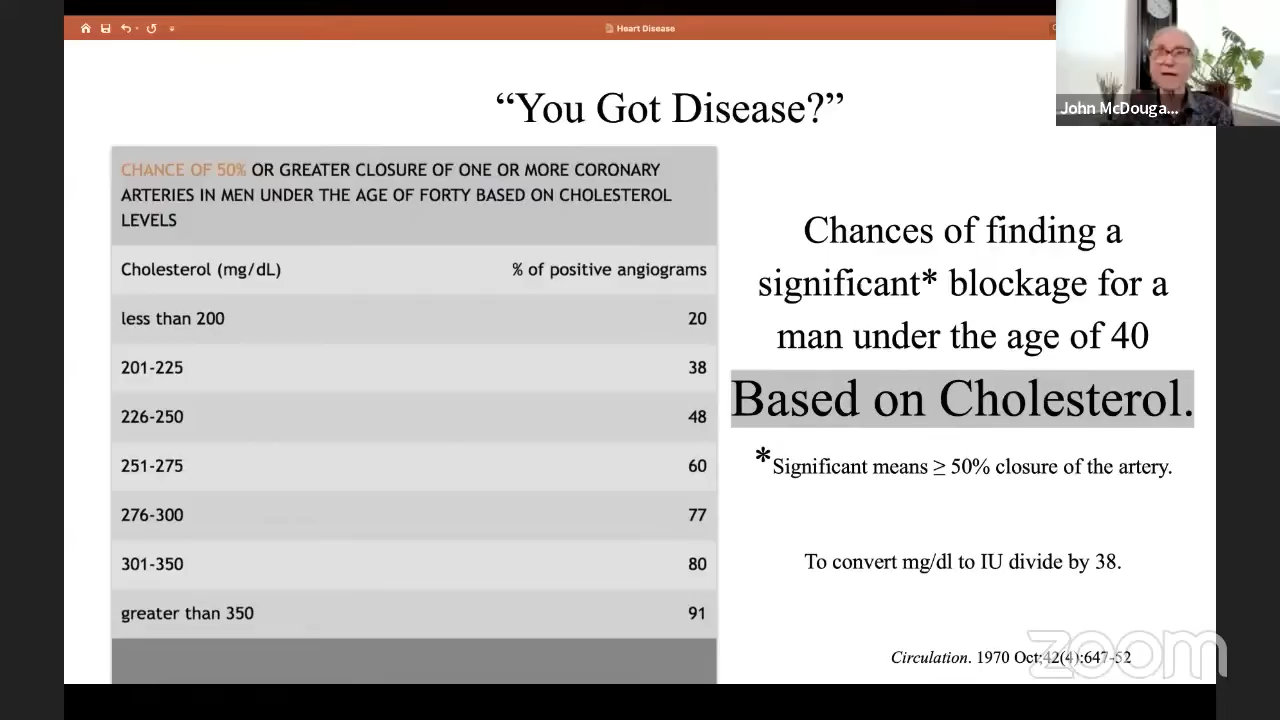 Heart Disease
John McDouga...
“You Got Disease?”
CHANCE OF 50% OR GREATER CLOSURE OF ONE OR MORE CORONARY
ARTERIES IN MEN UNDER THE AGE OF FORTY BASED ON CHOLESTEROL
LEVELS
Cholesterol (mg/dL) % of positive angiograms
less than 200 20
201-225 38
226-250 48
251-275 60
276-300 77
301-350 80
greater than 350 91
Chances of finding a
significant* blockage for a
man under the age of 40
Based on Cholesterol.
*Significant means ≥ 50% closure of the artery.
To convert mg/dl to IU divide by 38.
Circulation. 1970 Oct;42(4):647-52
zoom